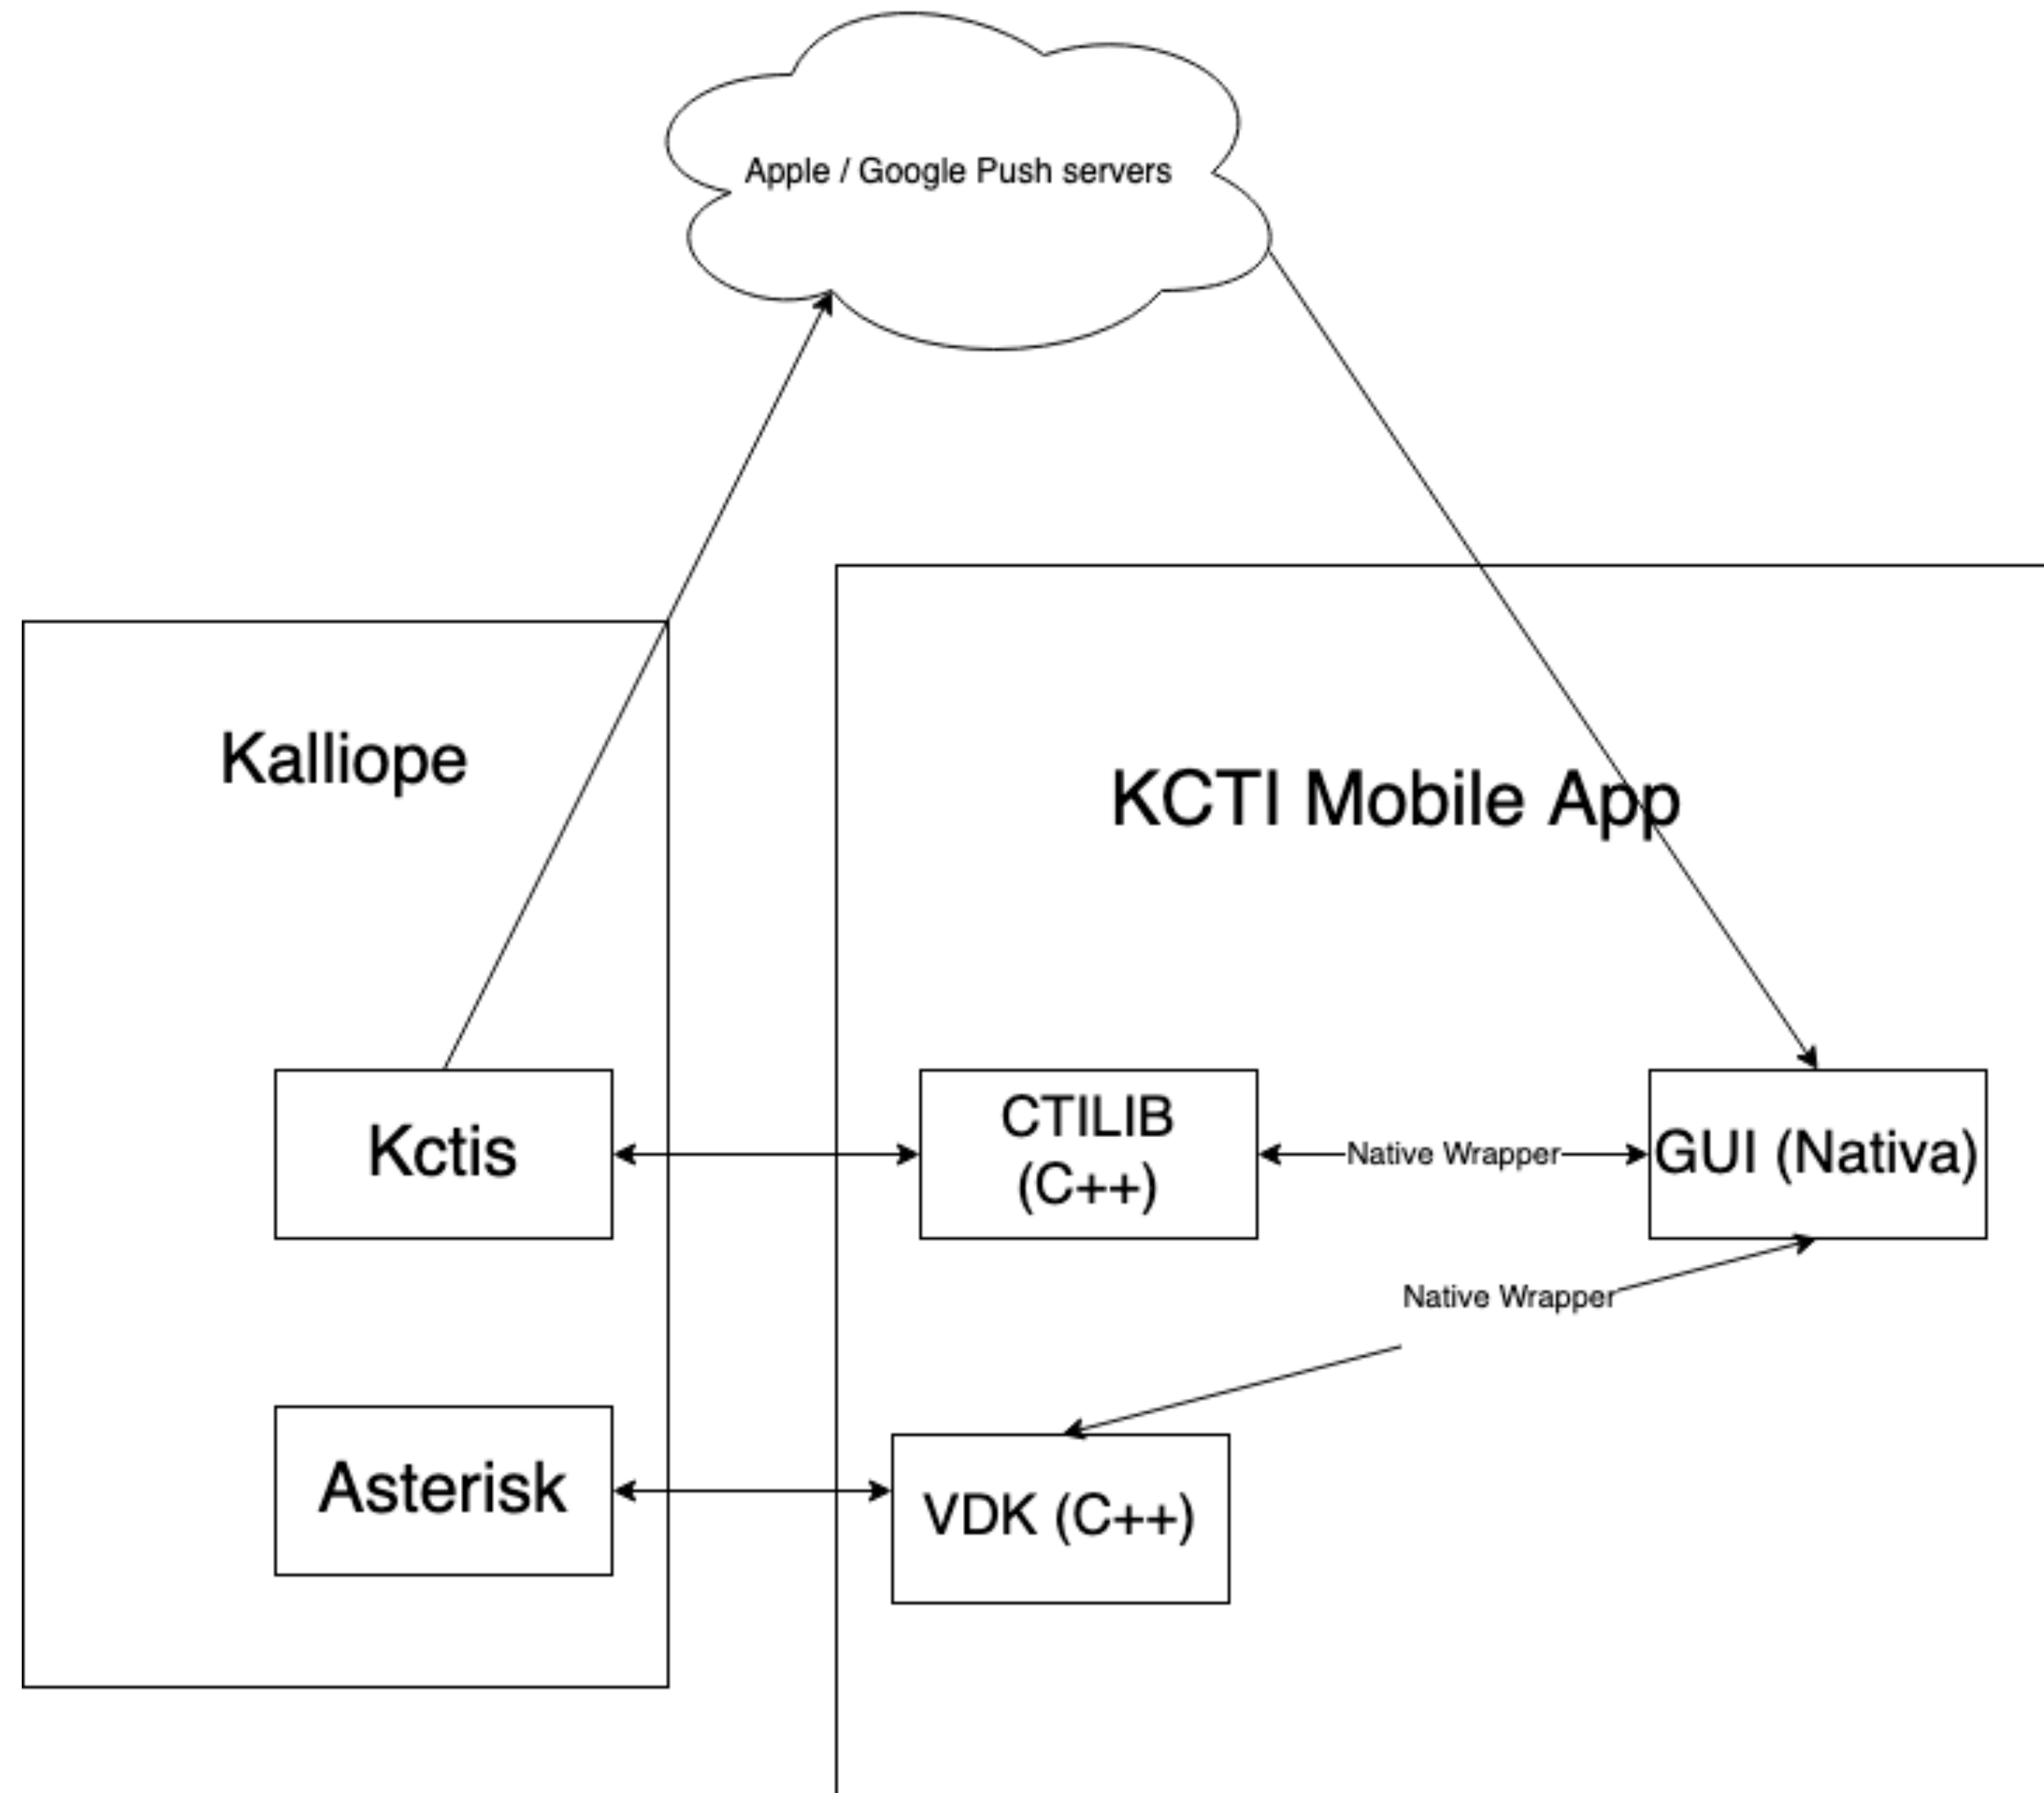 Apple / Google Push servers
Kalliope
KCTI Mobile App
Kctis
CTILIB
(C++)
Native Wrapper
GUI (Nativa)
Native Wrapper
Asterisk
VDK (C++)